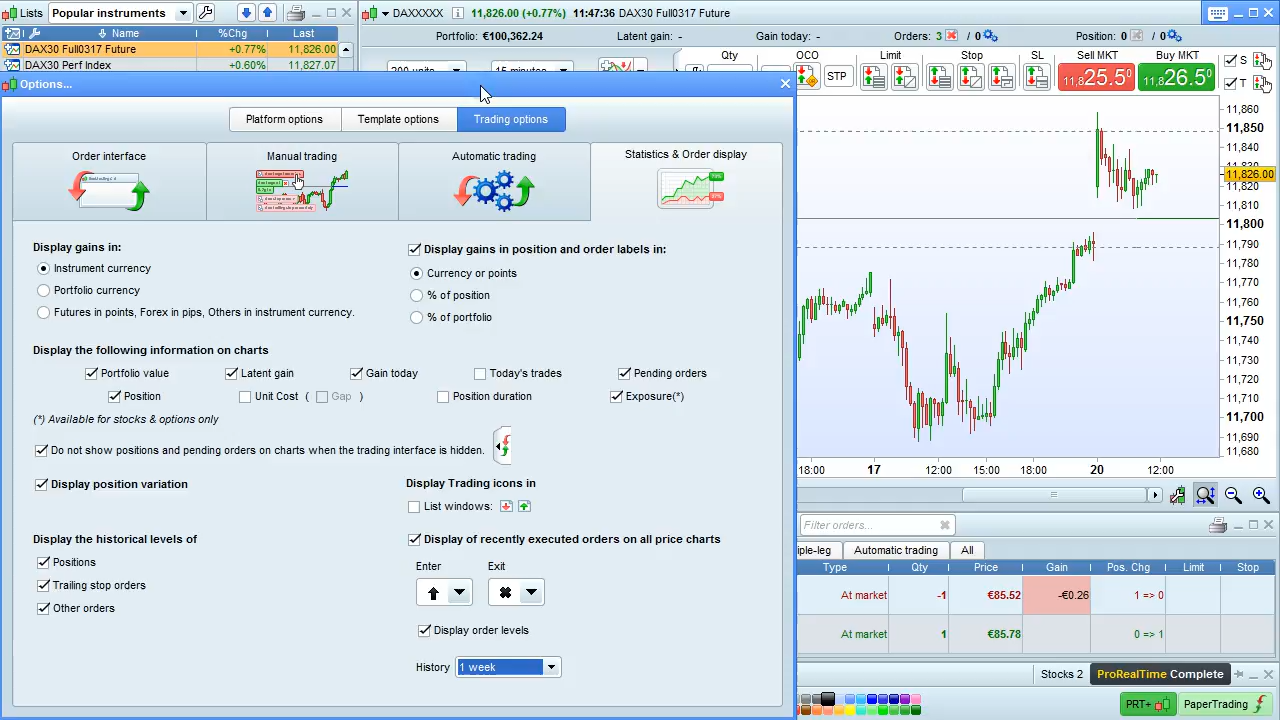 Lists Popular instruments
Name %Chg Last
DAX30 Full0317 Future +0.77% 11,826.00
DAX30 Perf Index +0.60% 11,827.07
DAXXXX 11,826.00 (+0.77%) 11:47:36 DAX30 Full0317 Future
Portfolio: €100,362.24 Latent gain: - Gain today: - Orders: 3 / 0 Position: 0 / 0
200 units 15 minutes Qty OCO STP Limit Stop SL Sell MKT Buy MKT S
11,825.50 11,826.50 T
Options...
Platform options Template options Trading options
Order interface Manual trading Automatic trading Statistics & Order display
Display gains in:
Instrument currency
Portfolio currency
Futures in points, Forex in pips, Others in instrument currency.
Display gains in position and order labels in:
Currency or points
% of position
% of portfolio
Display the following information on charts
Portfolio value Latent gain Gain today Today's trades Pending orders
Position Unit Cost ( Gap ) Position duration Exposure(*)
(*) Available for stocks & options only
Do not show positions and pending orders on charts when the trading interface is hidden.
Display position variation
Display the historical levels of
Positions
Trailing stop orders
Other orders
Display Trading icons in
List windows:
Display of recently executed orders on all price charts
Enter Exit
Display order levels
History 1 week
11,860
11,850
11,840
11,830
11,826.00
11,820
11,810
11,800
11,790
11,780
11,770
11,760
11,750
11,740
11,730
11,720
11,710
11,700
11,690
11,680
18:00 17 12:00 15:00 18:00 20 12:00
Filter orders...
iple-leg Automatic trading All
Type Qty Price Gain Pos. Chg Limit Stop
At market -1 €85.52 -€0.26 1 => 0
At market 1 €85.78 0 => 1
Stocks 2 ProRealTime Complete
PRT+ PaperTrading